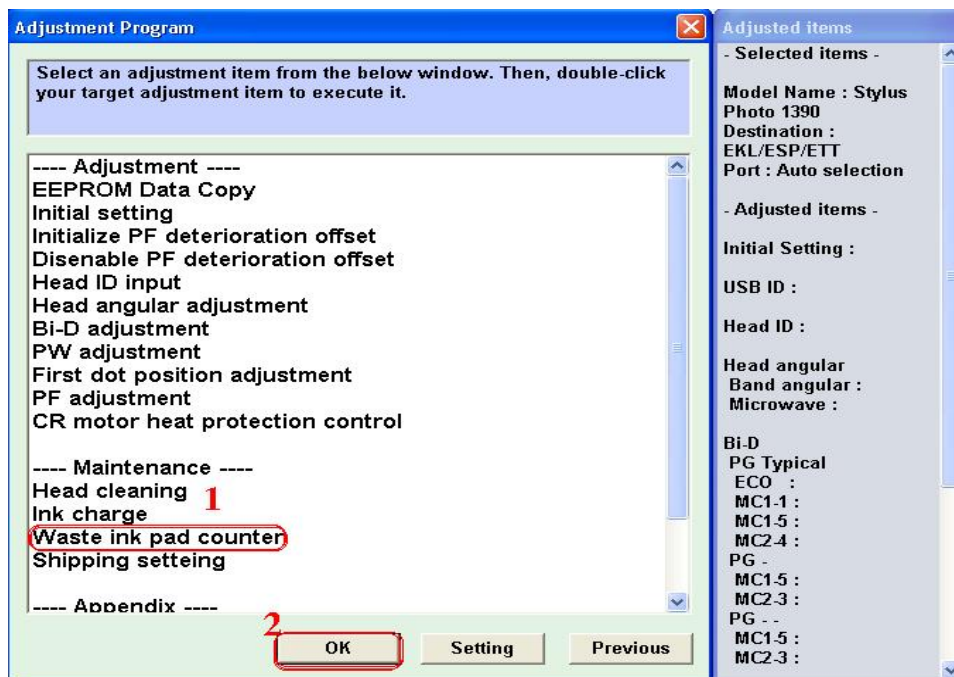 Adjustment Program
Select an adjustment item from the below window. Then, double-click
your target adjustment item to execute it.
---- Adjustment ----
EEPROM Data Copy
Initial setting
Initialize PF deterioration offset
Disenable PF deterioration offset
Head ID input
Head angular adjustment
Bi-D adjustment
PW adjustment
First dot position adjustment
PF adjustment
CR motor heat protection control
---- Maintenance ----
Head cleaning
1
Ink charge
Waste ink pad counter
Shipping setteing
---- Appendix ----
2
OK
Setting
Previous
Adjusted items
- Selected items -
Model Name : Stylus
Photo 1390
Destination :
EKL/ESP/ETT
Port : Auto selection
- Adjusted items -
Initial Setting :
USB ID :
Head ID :
Head angular
Band angular :
Microwave :
Bi-D
PG Typical
ECO :
MC1-1 :
MC1-5 :
MC2-4 :
PG -
MC1-5 :
MC2-3 :
PG - -
MC1-5 :
MC2-3 :